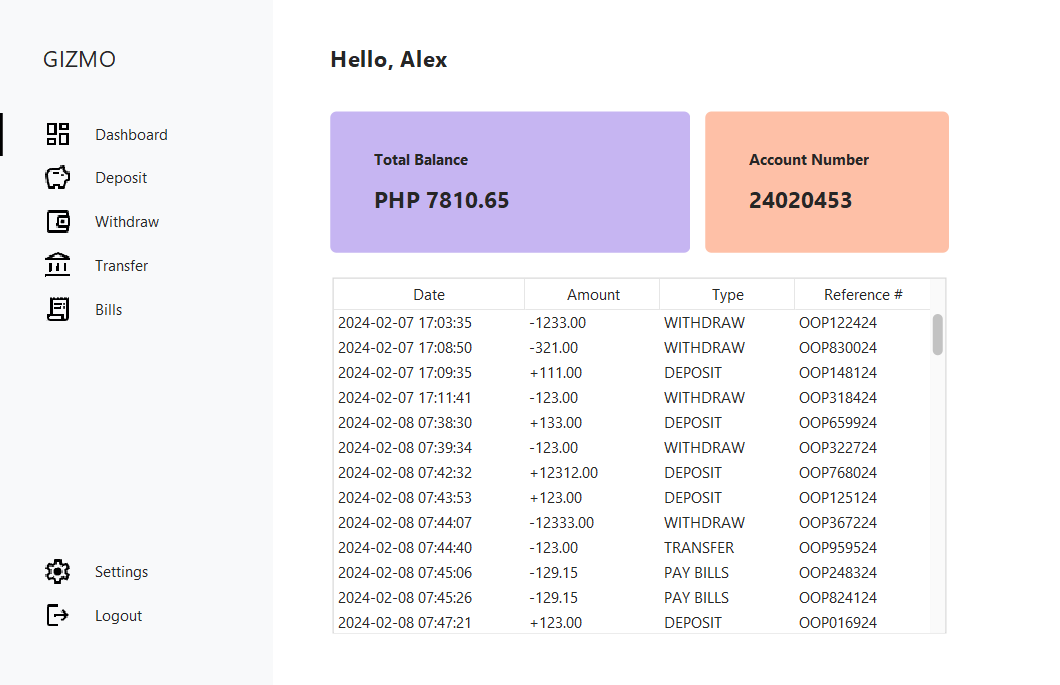 GIZMO
Dashboard
Deposit
Withdraw
Transfer
Bills
Settings
Logout
Hello, Alex
Total Balance
PHP 7810.65
Account Number
24020453
Date Amount Type Reference #
2024-02-07 17:03:35 -1233.00 WITHDRAW OOP122424
2024-02-07 17:08:50 -321.00 WITHDRAW OOP830024
2024-02-07 17:09:35 +111.00 DEPOSIT OOP148124
2024-02-07 17:11:41 -123.00 WITHDRAW OOP318424
2024-02-08 07:38:30 +133.00 DEPOSIT OOP659924
2024-02-08 07:39:34 -123.00 WITHDRAW OOP322724
2024-02-08 07:42:32 +12312.00 DEPOSIT OOP768024
2024-02-08 07:43:53 +123.00 DEPOSIT OOP125124
2024-02-08 07:44:07 -12333.00 WITHDRAW OOP367224
2024-02-08 07:44:40 -123.00 TRANSFER OOP959524
2024-02-08 07:45:06 -129.15 PAY BILLS OOP248324
2024-02-08 07:45:26 -129.15 PAY BILLS OOP824124
2024-02-08 07:47:21 +123.00 DEPOSIT OOP016924